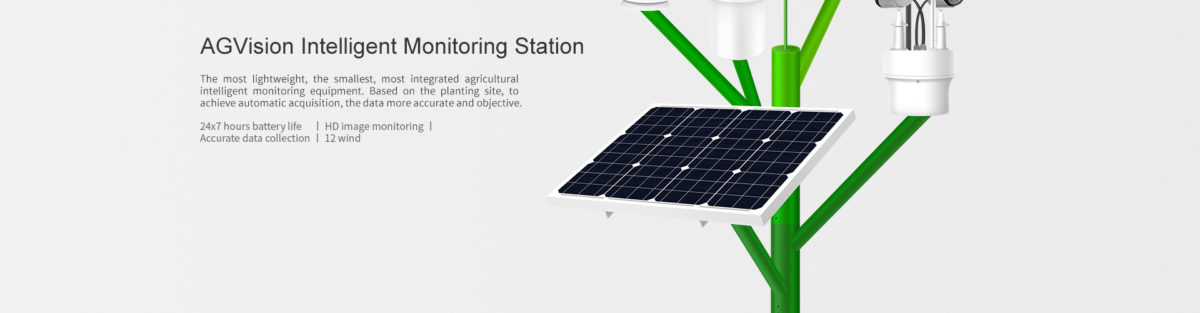 AGVision Intelligent Monitoring Station
The most lightweight, the smallest, most integrated agricultural
intelligent monitoring equipment. Based on the planting site, to
achieve automatic acquisition, the data more accurate and objective.
24x7 hours battery life | HD image monitoring |
Accurate data collection | 12 wind